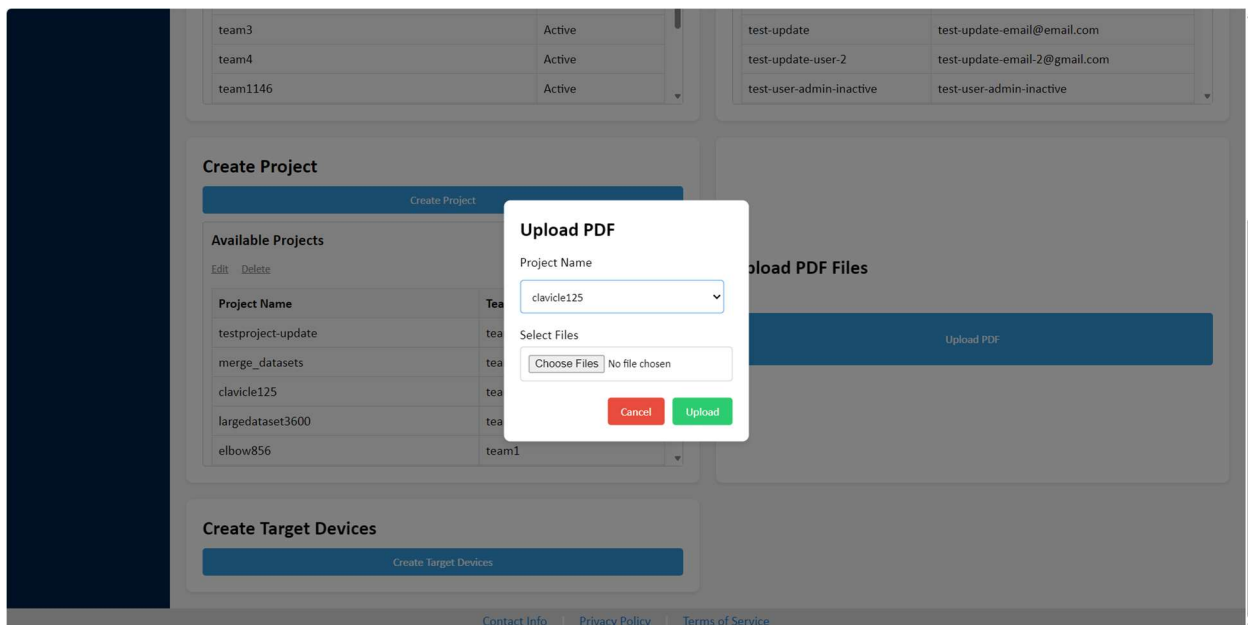 team3 Active
team4 Active
team1146 Active
test-update test-update-email@email.com
test-update-user-2 test-update-email-2@gmail.com
test-user-admin-inactive test-user-admin-inactive
Create Project
Create Project
Available Projects
Edit Delete
Project Name
testproject-update
merge_datasets
clavicle125
largedataset3600
elbow856 team1
Upload PDF
Project Name
clavicle125
Select Files
Choose Files No file chosen
Cancel Upload
PDF Files
Upload PDF
Create Target Devices
Create Target Devices
Contact Info Privacy Policy Terms of Service